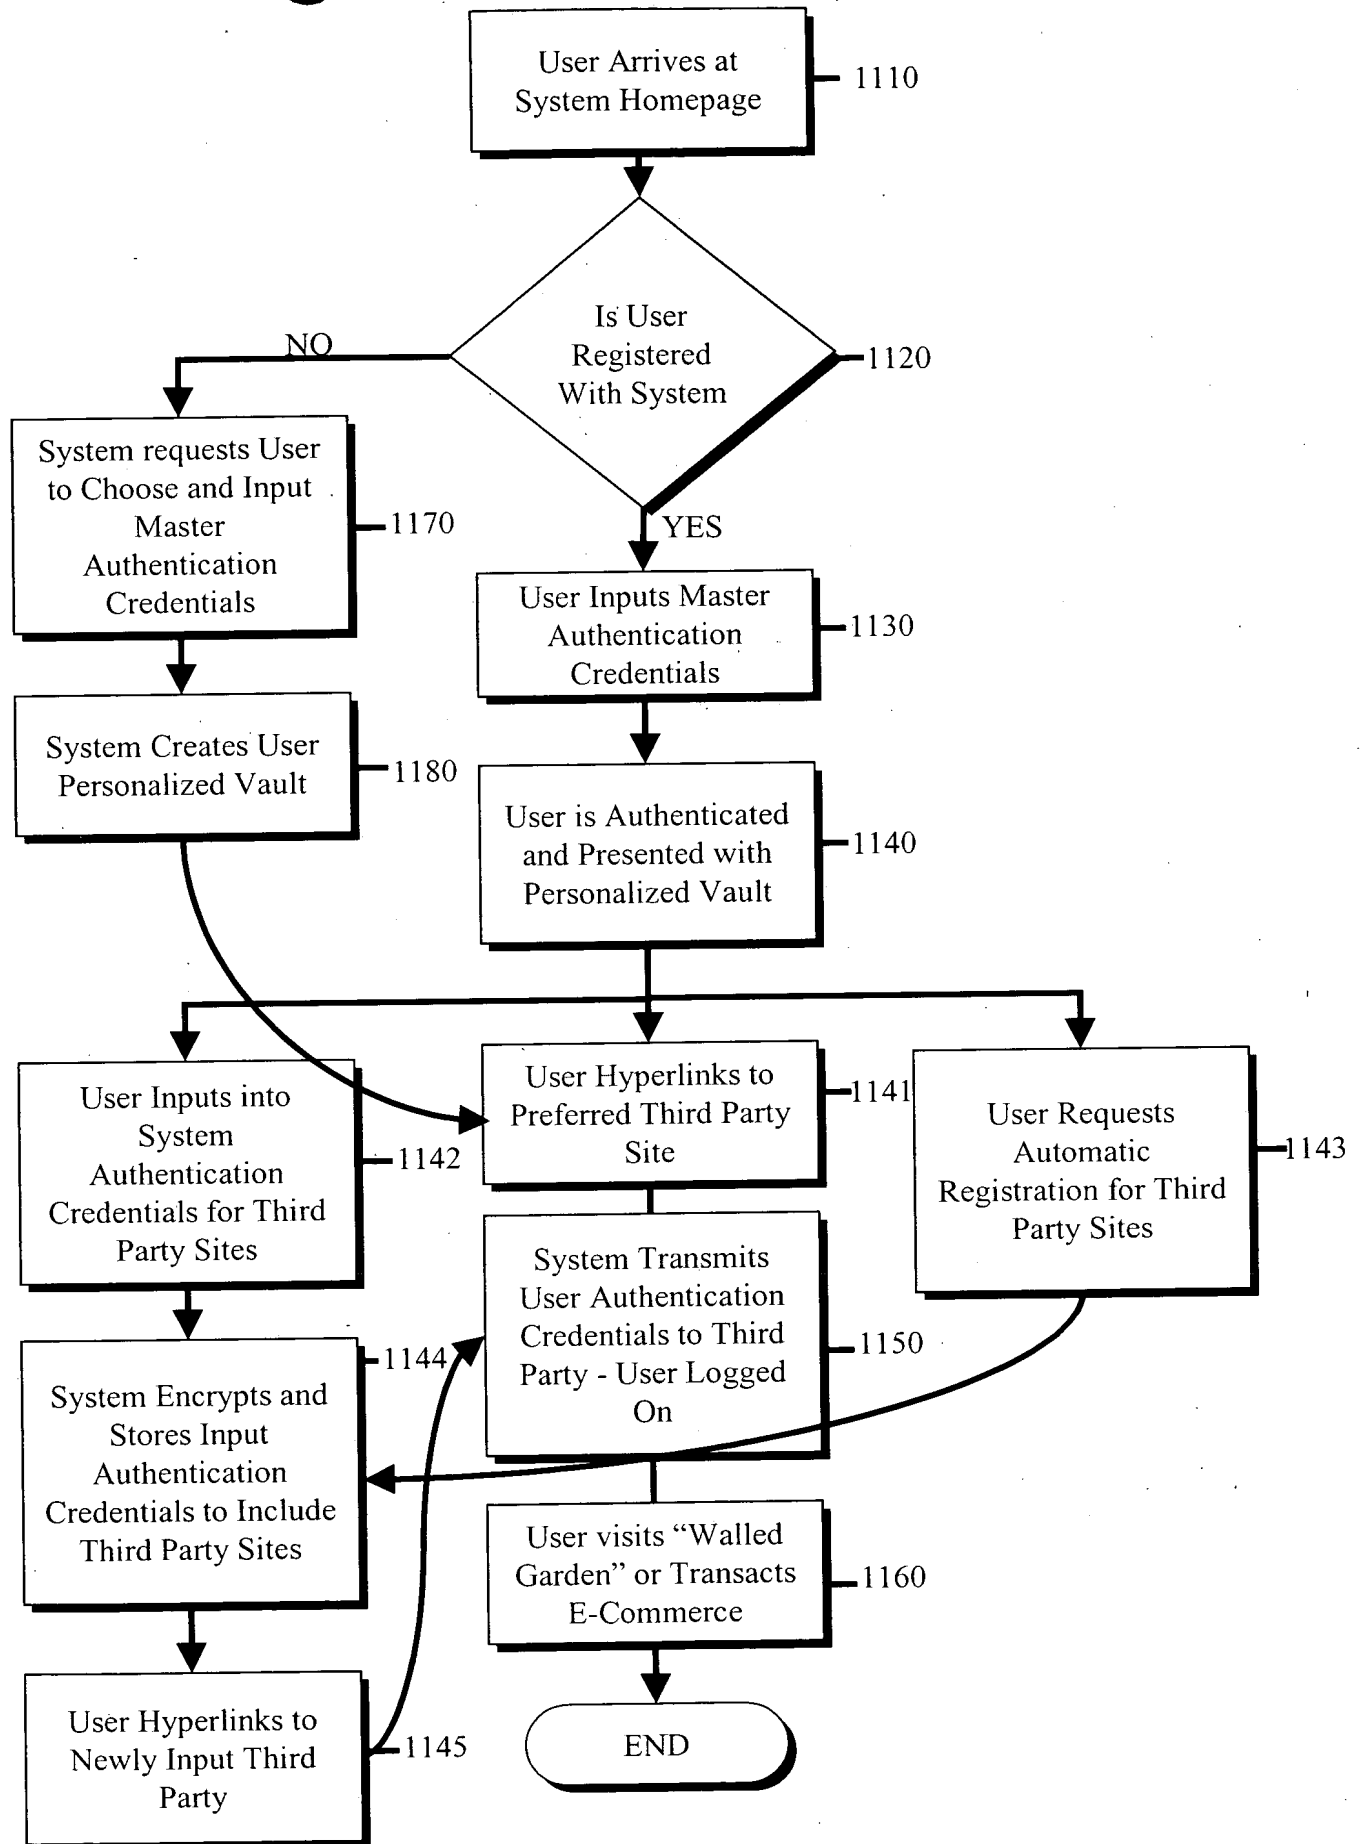 User Arrives at
System Homepage
1110
Is User
Registered
With System
1120
NO
YES
System requests User
to Choose and Input
Master
Authentication
Credentials
1170
User Inputs Master
Authentication
Credentials
1130
System Creates User
Personalized Vault
1180
User is Authenticated
and Presented with
Personalized Vault
1140
User Inputs into
System
Authentication
Credentials for Third
Party Sites
1142
User Hyperlinks to
Preferred Third Party
Site
1141
User Requests
Automatic
Registration for Third
Party Sites
1143
System Transmits
User Authentication
Credentials to Third
Party - User Logged
On
1150
System Encrypts and
Stores Input
Authentication
Credentials to Include
Third Party Sites
1144
User visits “Walled
Garden” or Transacts
E-Commerce
1160
User Hyperlinks to
Newly Input Third
Party
1145
END